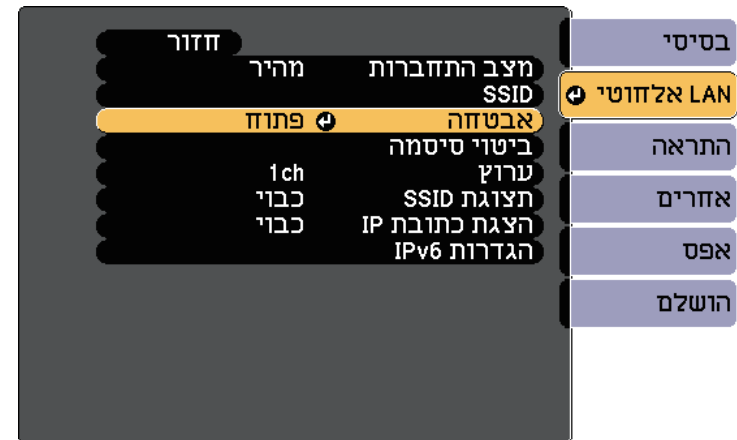 בסיסי
LAN אלחוטי
התראה
אחרים
אפס
הושלם
חזור
מצב התחברות מהיר
SSID
אבטחה פתוח
ביטוי סיסמה
ערוץ 1ch
תצוגת SSID כבוי
הצגת כתובת IP כבוי
הגדרות IPv6